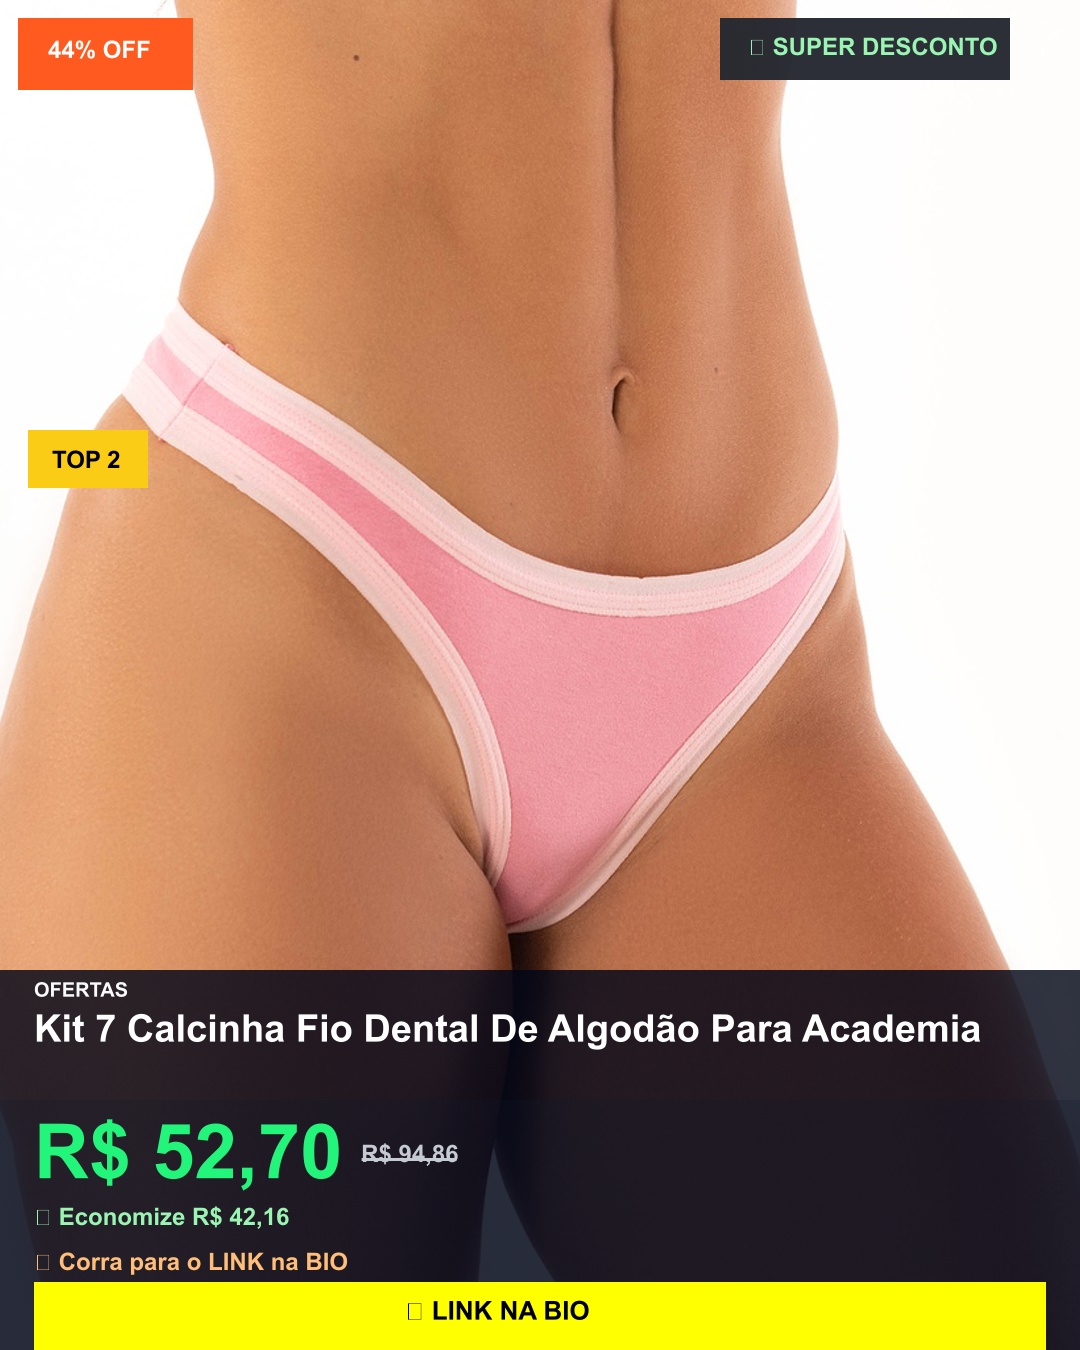 44% OFF
SUPER DESCONTO
TOP 2
OFERTAS
Kit 7 Calcinha Fio Dental De Algodão Para Academia
R$ 52,70 R$ 94,86
Economize R$ 42,16
Corra para o LINK na BIO
LINK NA BIO